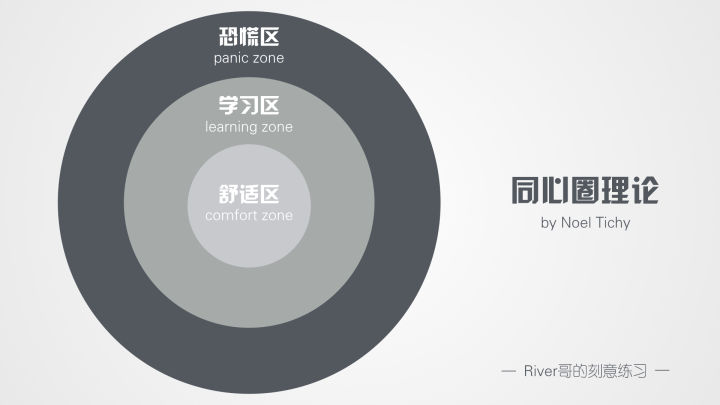 恐慌区
panic zone
学习区
learning zone
舒适区
comfort zone
同心圈理论
by Noel Tichy
— River哥的刻意练习 —